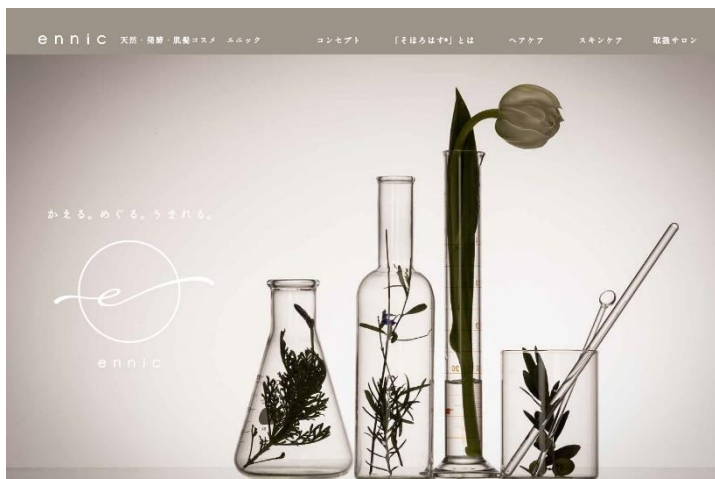 ennic 天然・発酵・肌髪コスメ エニック コンセプト 「そほろはす®」とは ヘアケア スキンケア 取扱サロン
かえる。めぐる。うまれる。
e
ennic
20